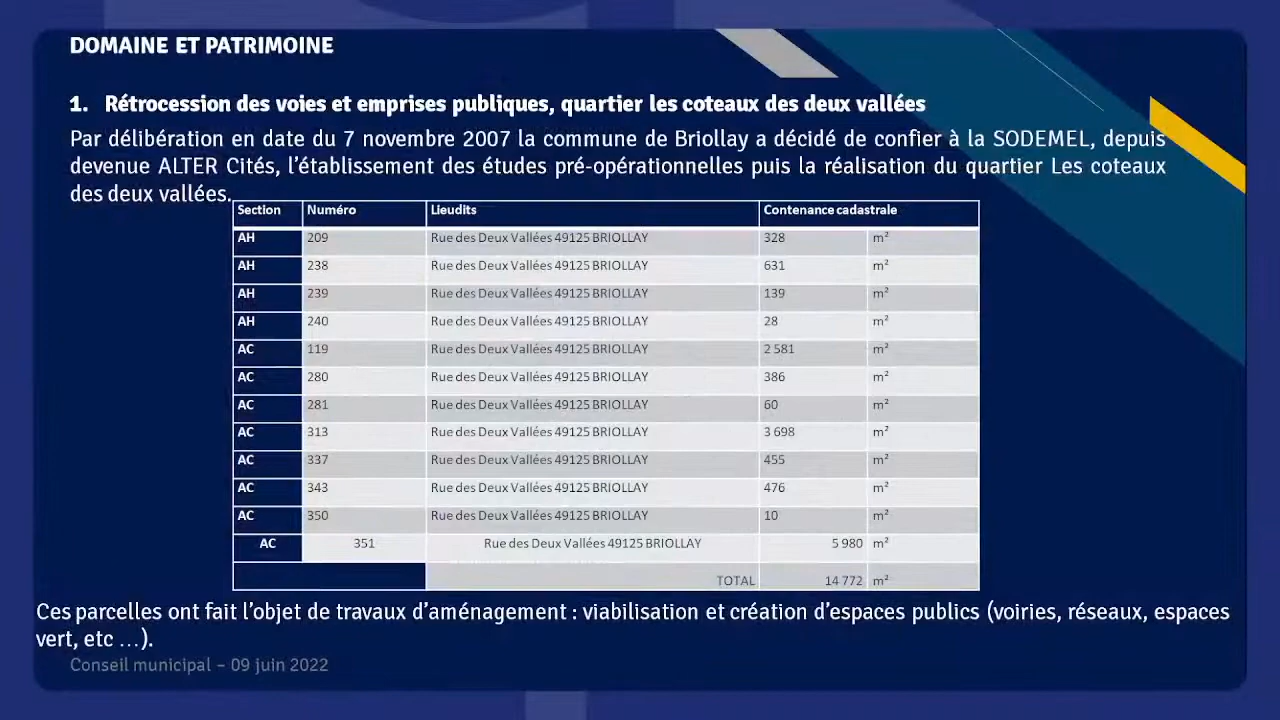 DOMAINE ET PATRIMOINE
1. Rétrocession des voies et emprises publiques, quartier les coteaux des deux vallées
Par délibération en date du 7 novembre 2007 la commune de Briollay a décidé de confier à la SODEMEL, depuis
devenue ALTER Cités, l'établissement des études pré-opérationnelles puis la réalisation du quartier Les coteaux
des deux vallées.
Section Numéro Lieudits Contenance cadastrale
AH 209 Rue des Deux Vallées 49125 BRIOLLAY 328 m²
AH 238 Rue des Deux Vallées 49125 BRIOLLAY 631 m²
AH 239 Rue des Deux Vallées 49125 BRIOLLAY 139 m²
AH 240 Rue des Deux Vallées 49125 BRIOLLAY 28 m²
AC 119 Rue des Deux Vallées 49125 BRIOLLAY 2 581 m²
AC 280 Rue des Deux Vallées 49125 BRIOLLAY 386 m²
AC 281 Rue des Deux Vallées 49125 BRIOLLAY 60 m²
AC 313 Rue des Deux Vallées 49125 BRIOLLAY 3 698 m²
AC 337 Rue des Deux Vallées 49125 BRIOLLAY 455 m²
AC 343 Rue des Deux Vallées 49125 BRIOLLAY 476 m²
AC 350 Rue des Deux Vallées 49125 BRIOLLAY 10 m²
AC 351 Rue des Deux Vallées 49125 BRIOLLAY 5 980 m²
TOTAL 14 772 m²
Ces parcelles ont fait l'objet de travaux d'aménagement : viabilisation et création d'espaces publics (voiries, réseaux, espaces
vert, etc ...).
Conseil municipal – 09 juin 2022